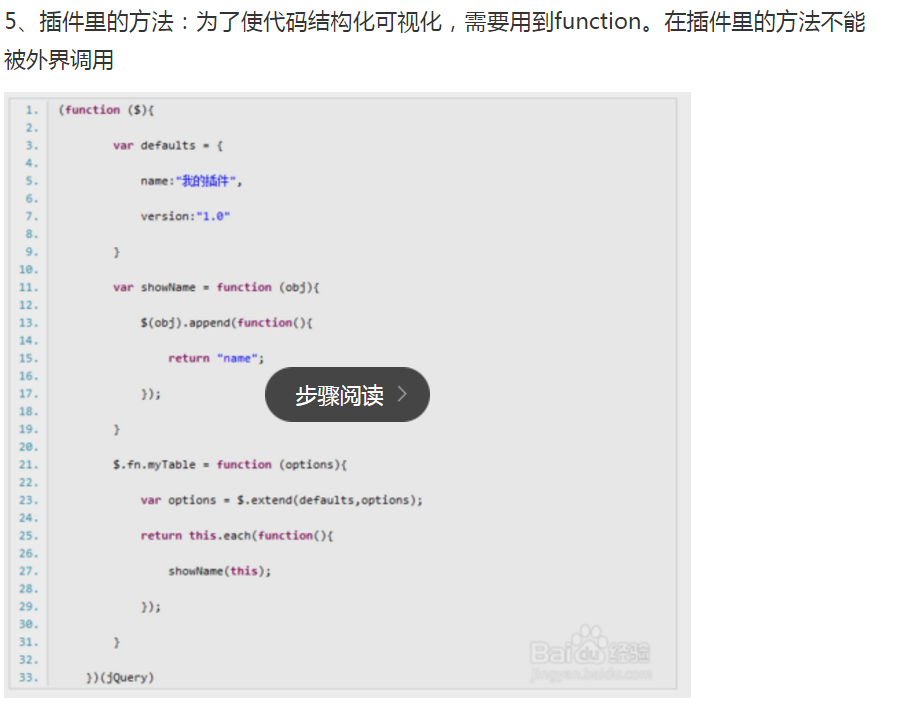 5、插件里的方法：为了使代码结构化可视化，需要用到function。在插件里的方法不能
被外界调用
1. (function ($){
2.
3. var defaults = {
4.
5. name:"我的插件",
6.
7. version:"1.0"
8.
9. }
10.
11. var showName = function (obj){
12.
13. $(obj).append(function(){
14.
15. return "name";
16.
17. });
18.
19. }
20.
21. $.fn.myTable = function (options){
22.
23. var options = $.extend(defaults,options);
24.
25. return this.each(function(){
26.
27. showName(this);
28.
29. });
30.
31. }
32.
33. })(jQuery)
步骤阅读
Baidu经验
jingyan.baidu.com